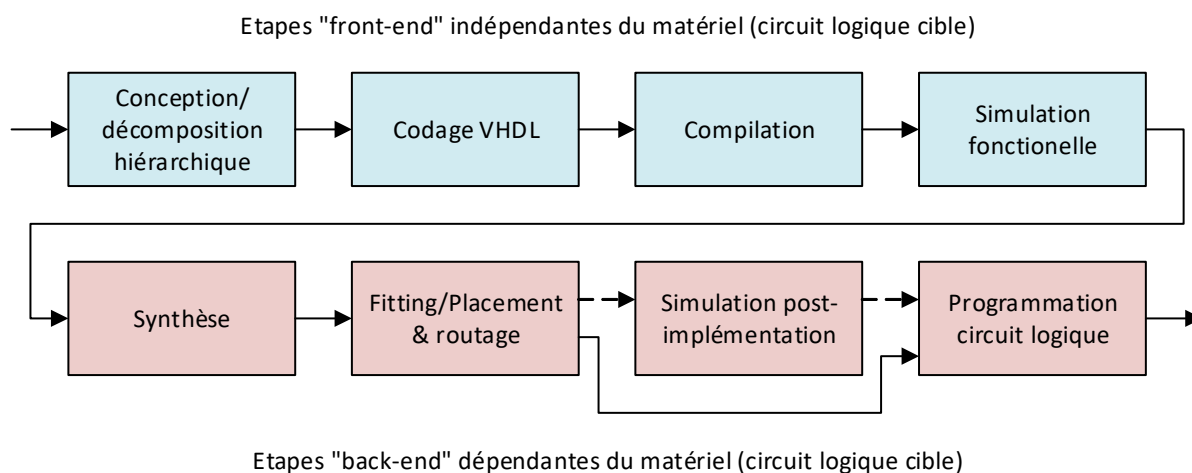 Etapes "front-end" indépendantes du matériel (circuit logique cible)
Conception/
décomposition
hiérarchique
Codage VHDL
Compilation
Simulation
fonctionelle
Synthèse
Fitting/Placement
& routage
Simulation post-
implémentation
Programmation
circuit logique
Etapes "back-end" dépendantes du matériel (circuit logique cible)